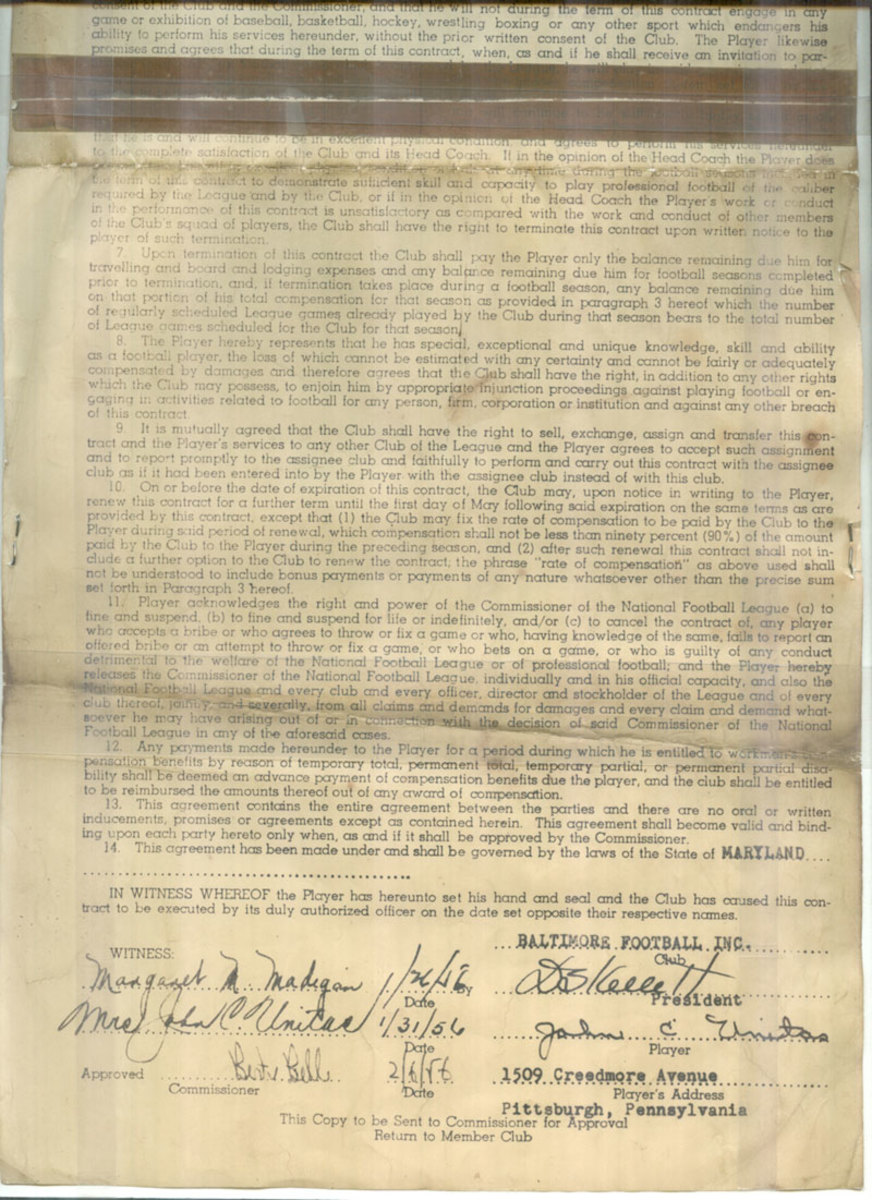 consent of the Club and the Commissioner, and that he will not during the term of this contract engage in any
game or exhibition of baseball, basketball, hockey, wrestling boxing or any other sport which endangers his
ability to perform his services hereunder, without the prior written consent of the Club. The Player likewise
promises and agrees that during the term of this contract, when, as and if he shall receive an invitation to par-
that he is and will continue to be in excellent physical condition, and agrees to perform his services hereunder
to the complete satisfaction of the Club and its Head Coach. If in the opinion of the Head Coach the Player does
the term of this contract to demonstrate sufficient skill and capacity to play professional football of the caliber
required by the League and by the Club, or if in the opinion of the Head Coach the Player's work or conduct
in the performance of this contract is unsatisfactory as compared with the work and conduct of other members
of the Club's squad of players, the Club shall have the right to terminate this contract upon written notice to the
player of such termination.
7. Upon termination of this contract the Club shall pay the Player only the balance remaining due him for
travelling and board and lodging expenses and any balance remaining due him for football seasons completed
prior to termination, and, if termination takes place during a football season, any balance remaining due him
on that portion of his total compensation for that season as provided in paragraph 3 hereof which the number
of regularly scheduled League games already played by the Club during that season bears to the total number
of League games scheduled for the Club for that season.
8. The Player hereby represents that he has special, exceptional and unique knowledge, skill and ability
as a football player, the loss of which cannot be estimated with any certainty and cannot be fairly or adequately
compensated by damages and therefore agrees that the Club shall have the right, in addition to any other rights
which the Club may possess, to enjoin him by appropriate injunction proceedings against playing football or en-
gaging in activities related to football for any person, firm, corporation or institution and against any other breach
of this contract.
9. It is mutually agreed that the Club shall have the right to sell, exchange, assign and transfer this con-
tract and the Player's services to any other Club of the League and the Player agrees to accept such assignment
and to report promptly to the assignee club and faithfully to perform and carry out this contract with the assignee
club as if it had been entered into by the Player with the assignee club instead of with this club.
10. On or before the date of expiration of this contract, the Club may, upon notice in writing to the Player,
renew this contract for a further term until the first day of May following said expiration on the same terms as are
provided by this contract, except that (1) the Club may fix the rate of compensation to be paid by the Club to the
Player during said period of renewal, which compensation shall not be less than ninety percent (90%) of the amount
paid by the Club to the Player during the preceding season, and (2) after such renewal this contract shall not in-
clude a further option to the Club to renew the contract; the phrase "rate of compensation" as above used shall
not be understood to include bonus payments or payments of any nature whatsoever other than the precise sum
set forth in Paragraph 3 hereof.
11. Player acknowledges the right and power of the Commissioner of the National Football League (a) to
fine and suspend, (b) to fine and suspend for life or indefinitely, and/or (c) to cancel the contract of, any player
who accepts a bribe or who agrees to throw or fix a game or who, having knowledge of the same, fails to report an
offered bribe or an attempt to throw or fix a game, or who bets on a game, or who is guilty of any conduct
detrimental to the welfare of the National Football League or of professional football; and the Player hereby
releases the Commissioner of the National Football League, individually and in his official capacity, and also the
National Football League and every club and every officer, director and stockholder of the League and of every
club thereof, jointly, and severally, from all claims and demands for damages and every claim and demand what-
soever he may have arising out of or in connection with the decision of said Commissioner of the National
Football League in any of the aforesaid cases.
12. Any payments made hereunder to the Player for a period during which he is entitled to workmen's com-
pensation benefits by reason of temporary total, permanent total, temporary partial, or permanent partial disa-
bility shall be deemed an advance payment of compensation benefits due the player, and the club shall be entitled
to be reimbursed the amounts thereof out of any award of compensation.
13. This agreement contains the entire agreement between the parties and there are no oral or written
inducements, promises or agreements except as contained herein. This agreement shall become valid and bind-
ing upon each party hereto only when, as and if it shall be approved by the Commissioner.
14. This agreement has been made under and shall be governed by the laws of the State of MARYLAND
IN WITNESS WHEREOF the Player has hereunto set his hand and seal and the Club has caused this con-
tract to be executed by its duly authorized officer on the date set opposite their respective names.
BALTIMORE FOOTBALL INC.
Club
WITNESS:
Margaret M. Madigan 1/26/56 By D S Kellett
Date President
Mrs. John C. Unitas 1/31/56 John C Unitas
Date Player
Approved Bert Bell 2/6/56 1509 Creedmore Avenue
Commissioner Date Player's Address
Pittsburgh, Pennsylvania
This Copy to be Sent to Commissioner for Approval
Return to Member Club